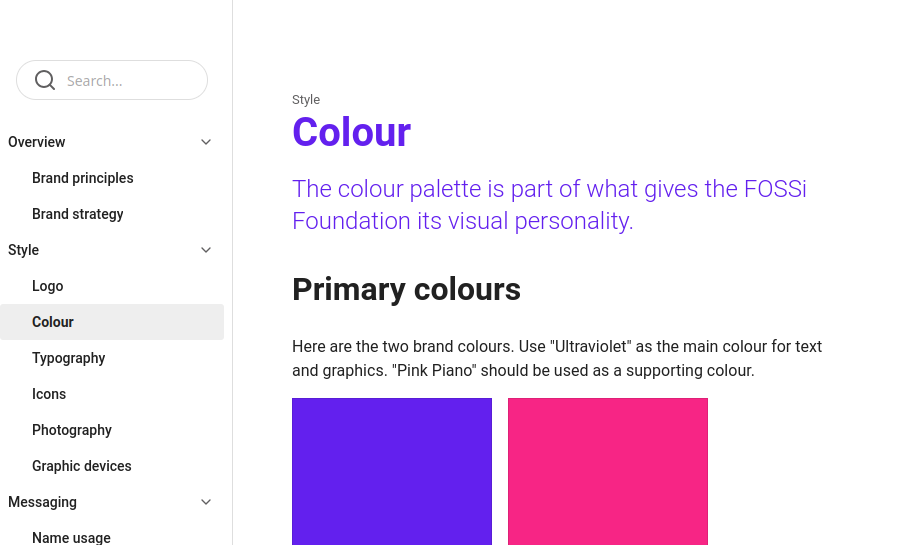 Search...
Overview
Brand principles
Brand strategy
Style
Logo
Colour
Typography
Icons
Photography
Graphic devices
Messaging
Name usage
Style
Colour
The colour palette is part of what gives the FOSSi
Foundation its visual personality.
Primary colours
Here are the two brand colours. Use "Ultraviolet" as the main colour for text
and graphics. "Pink Piano" should be used as a supporting colour.